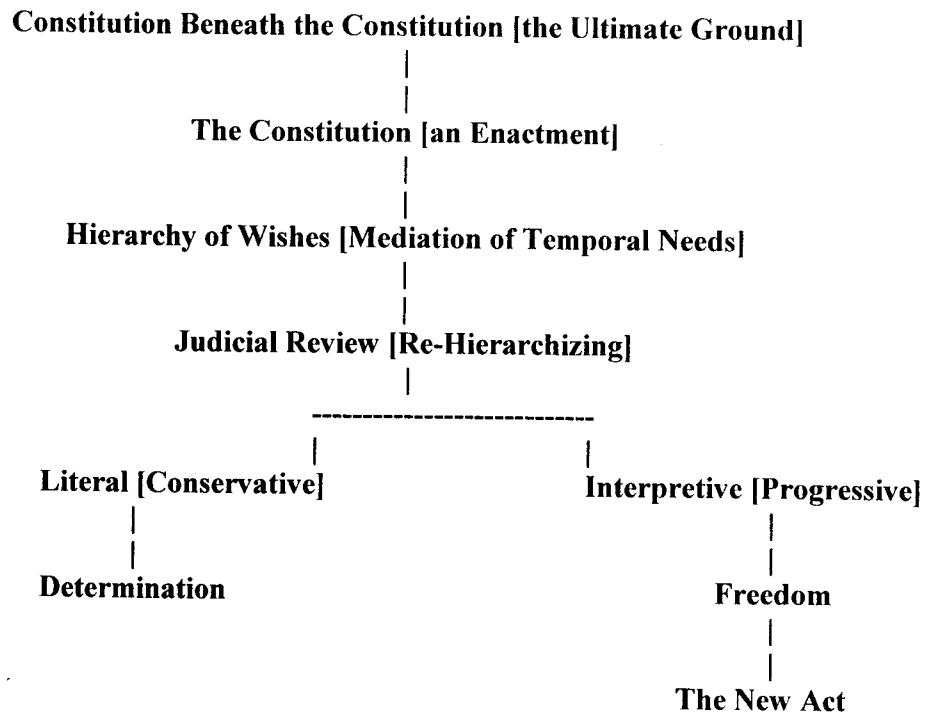 Constitution Beneath the Constitution [the Ultimate Ground]
The Constitution [an Enactment]
Hierarchy of Wishes [Mediation of Temporal Needs]
Judicial Review [Re-Hierarchizing]
Literal [Conservative]
Interpretive [Progressive]
Determination
Freedom
The New Act